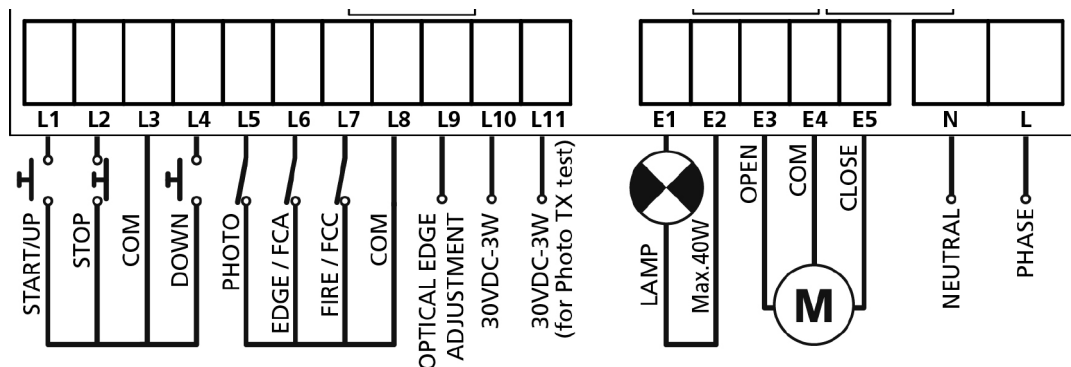 L1 L2 L3 L4 L5 L6 L7 L8 L9 L10 L11 E1 E2 E3 E4 E5 N L
START/UP
STOP
COM
DOWN
PHOTO
EDGE / FCA
FIRE / FCC
COM
OPTICAL EDGE
ADJUSTMENT
30VDC-3W
30VDC-3W
(for Photo TX test)
LAMP
Max.40W
OPEN
COM
CLOSE
M
NEUTRAL
PHASE